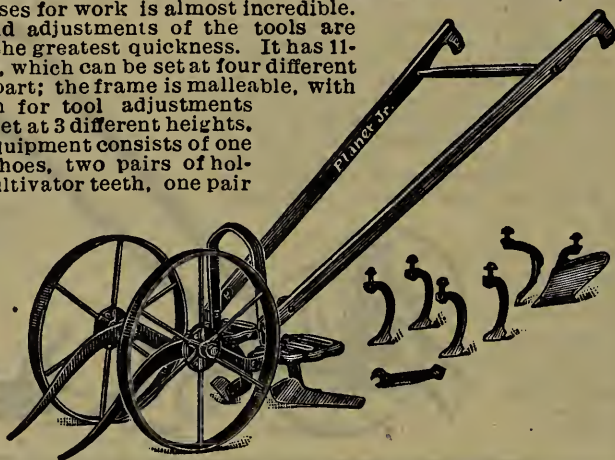 ses for work is almost incredible.
d adjustments of the tools are
he greatest quickness. It has 11-
, which can be set at four different
part; the frame is malleable, with
n for tool adjustments
et at 3 different heights.
quipment consists of one
hoes, two pairs of hol-
ultivator teeth, one pair
Planet Jr.